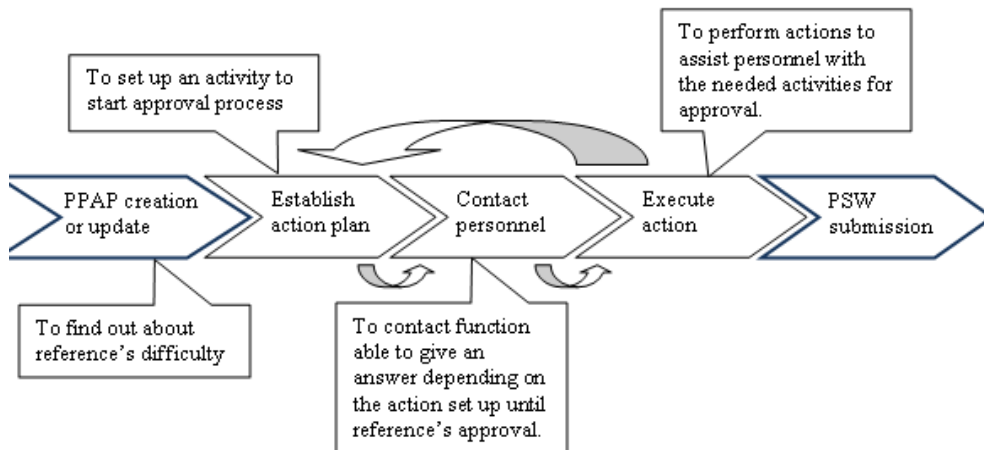 To set up an activity to
start approval process
To perform actions to
assist personnel with
the needed activities for
approval.
PPAP creation
or update
Establish
action plan
Contact
personnel
Execute
action
PSW
submission
To find out about
reference's difficulty
To contact function
able to give an
answer depending on
the action set up until
reference's approval.